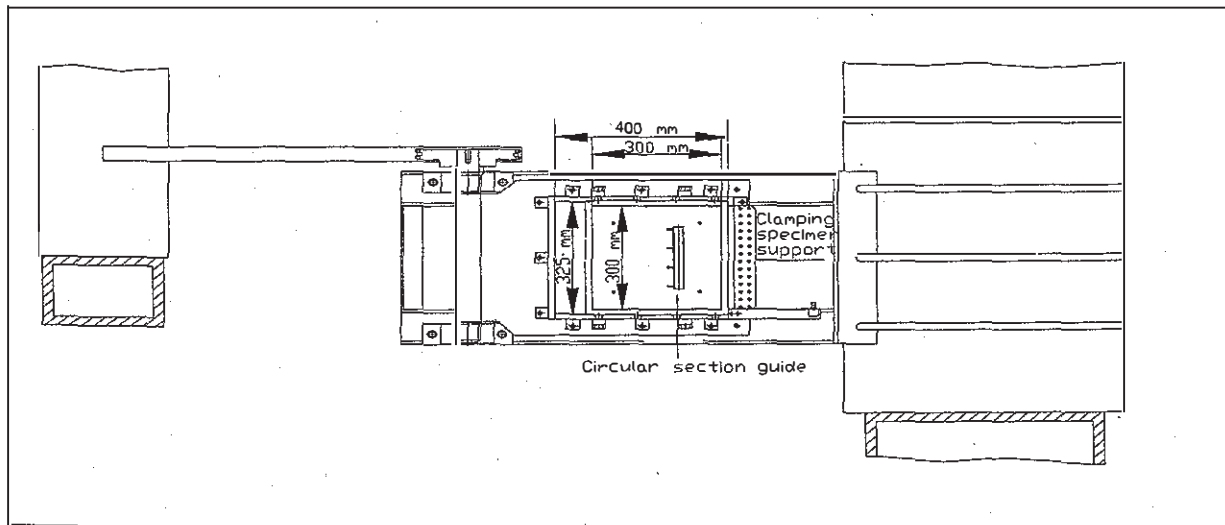 400 mm
300 mm
325 mm
300 mm
Clamping
specimen
support
Circular section guide